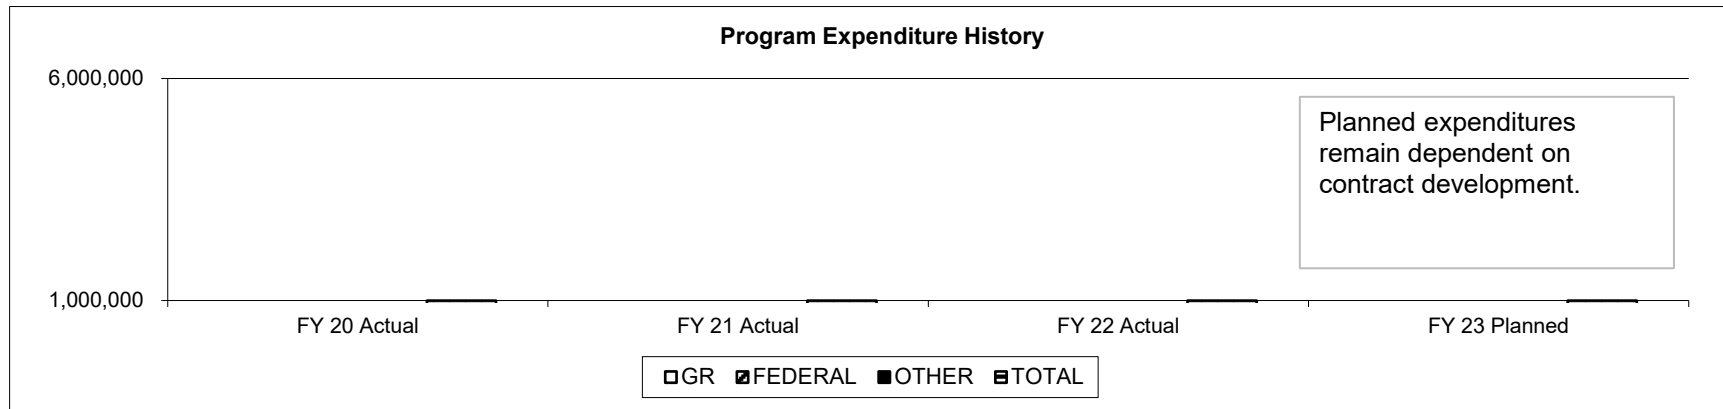 Program Expenditure History
6,000,000
Planned expenditures
remain dependent on
contract development.
1,000,000
FY 20 Actual FY 21 Actual FY 22 Actual FY 23 Planned
GR FEDERAL OTHER TOTAL